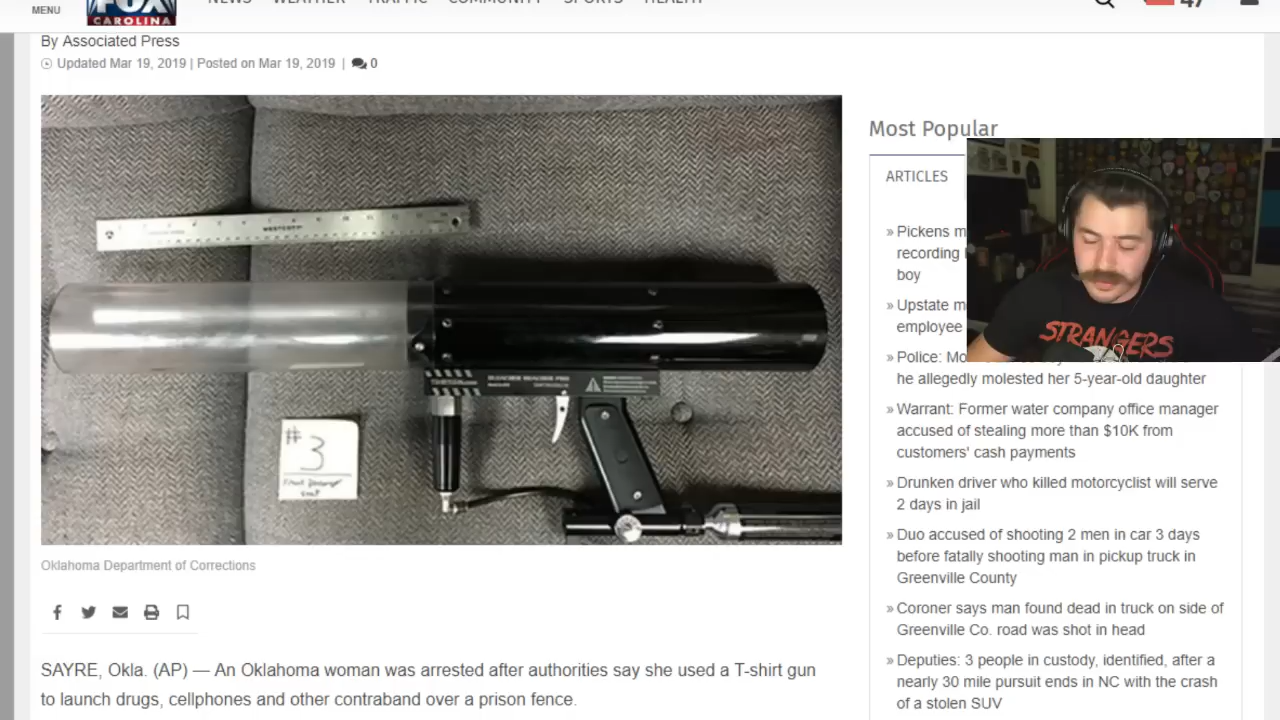 MENU
FOX
CAROLINA
NEWS WEATHER TRAFFIC COMMUNITY SPORTS HEALTH
47
By Associated Press
Updated Mar 19, 2019 | Posted on Mar 19, 2019 | 0
WESTCOTT
BLEACHER REACHER PRO
#3
Front Passenger
Seat
Oklahoma Department of Corrections
SAYRE, Okla. (AP) — An Oklahoma woman was arrested after authorities say she used a T-shirt gun
to launch drugs, cellphones and other contraband over a prison fence.
Most Popular
ARTICLES
» Pickens
recording
boy
» Upstate
employee
» Police:
he allegedly molested her 5-year-old daughter
» Warrant: Former water company office manager
accused of stealing more than $10K from
customers' cash payments
» Drunken driver who killed motorcyclist will serve
2 days in jail
» Duo accused of shooting 2 men in car 3 days
before fatally shooting man in pickup truck in
Greenville County
» Coroner says man found dead in truck on side of
Greenville Co. road was shot in head
» Deputies: 3 people in custody, identified, after a
nearly 30 mile pursuit ends in NC with the crash
of a stolen SUV
STRANGERS